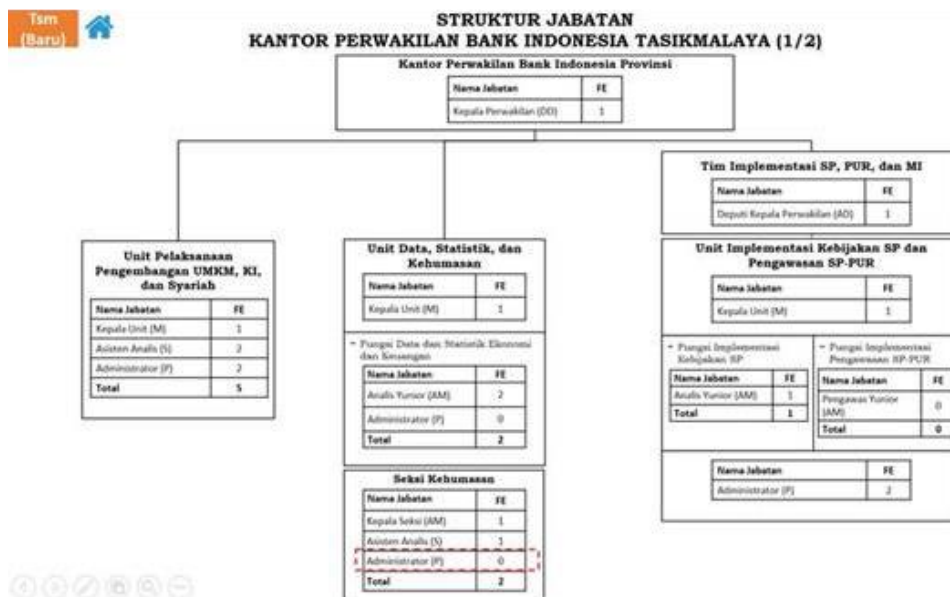 Tsm
(Baru)
STRUKTUR JABATAN
KANTOR PERWAKILAN BANK INDONESIA TASIKMALAYA (1/2)
Kantor Perwakilan Bank Indonesia Provinsi
Nama Jabatan FE
Kepala Perwakilan (DD) 1
Unit Pelaksanaan
Pengembangan UMKM, KI,
dan Syariah
Nama Jabatan FE
Kepala Unit (M) 1
Asisten Analis (S) 2
Administrator (P) 2
Total 5
Unit Data, Statistik, dan
Kehumasan
Nama Jabatan FE
Kepala Unit (M) 1
- Fungsi Data dan Statistik Ekonomi
dan Keuangan
Nama Jabatan FE
Analis Yunior (AM) 2
Administrator (P) 0
Total 2
Seksi Kehumasan
Nama Jabatan FE
Kepala Seksi (AM) 1
Asisten Analis (S) 1
Administrator (P) 0
Total 2
Tim Implementasi SP, PUR, dan MI
Nama Jabatan FE
Deputi Kepala Perwakilan (AD) 1
Unit Implementasi Kebijakan SP dan
Pengawasan SP-PUR
Nama Jabatan FE
Kepala Unit (M) 1
- Fungsi Implementasi
Kebijakan SP
Nama Jabatan FE
Analis Yunior (AM) 1
Total 1
- Fungsi Implementasi
Pengawasan SP-PUR
Nama Jabatan FE
Pengawas Yunior
(AM) 0
Total 0
Nama Jabatan FE
Administrator (P) 2